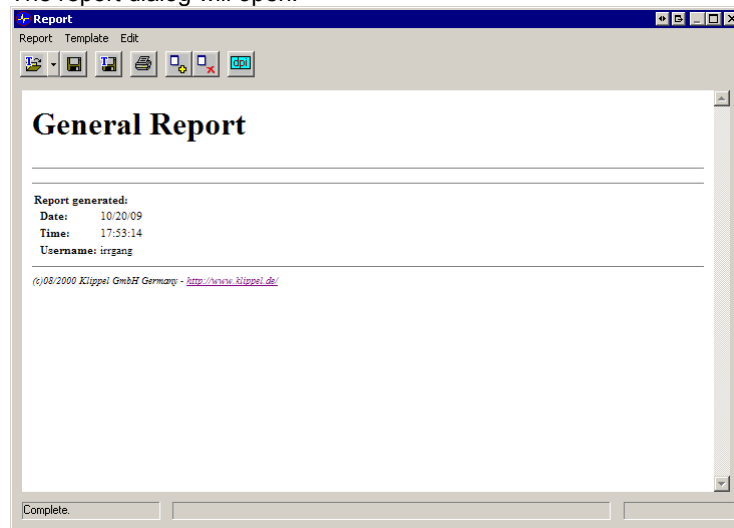 The report dialog will open.
Report
Report Template Edit
dpi
General Report
Report generated:
Date: 10/20/09
Time: 17:53:14
Username: irrgang
(c)08/2000 Klippel GmbH Germany - http://www.klippel.de/
Complete.